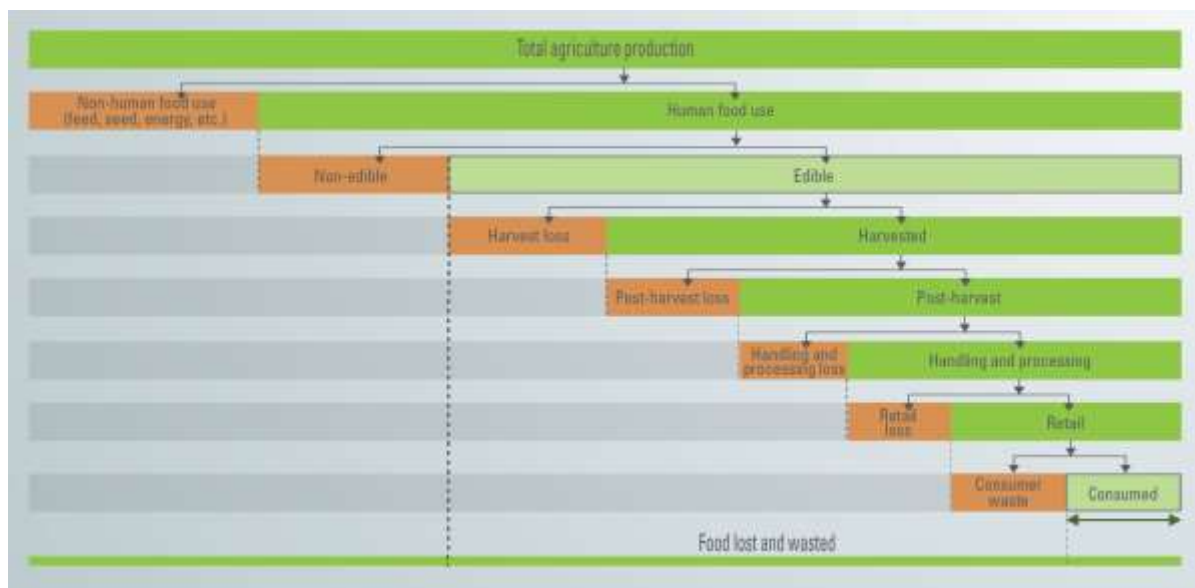 Total agriculture production
Non-human food use
(feed, seed, energy, etc.)
Human food use
Non-edible
Edible
Harvest loss
Harvested
Post-harvest loss
Post-harvest
Handling and
processing loss
Handling and processing
Retail
loss
Retail
Consumer
waste
Consumed
Food lost and wasted